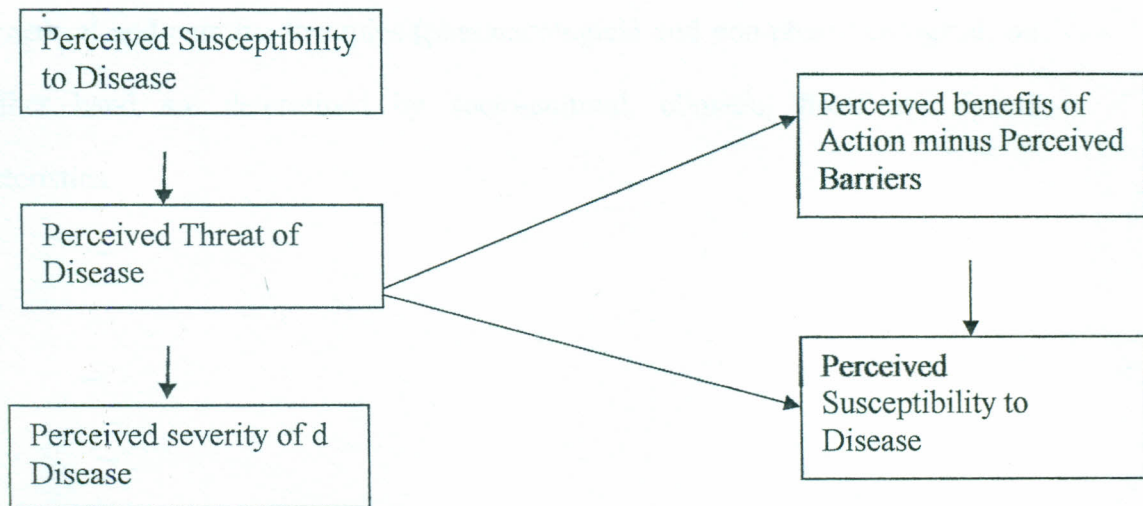 Perceived Susceptibility
to Disease
Perceived Threat of
Disease
Perceived severity of d
Disease
Perceived benefits of
Action minus Perceived
Barriers
Perceived
Susceptibility to
Disease